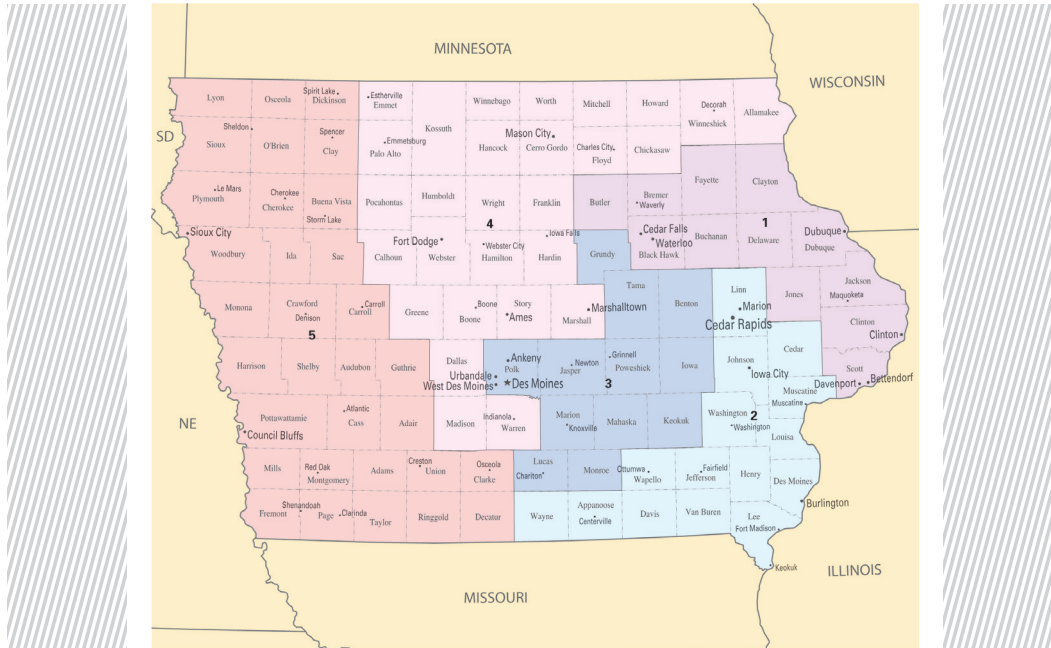 MINNESOTA
WISCONSIN
SD
Lyon
Osceola
Spirit Lake
Dickinson
Estherville
Emmet
Winnebago
Worth
Mitchell
Howard
Decorah
Winneshiek
Allamakee
Kossuth
Sheldon
Sioux
O'Brien
Spencer
Clay
Emmetsburg
Palo Alto
Hancock
Mason City
Cerro Gordo
Charles City
Floyd
Chickasaw
Fayette
Clayton
Le Mars
Plymouth
Cherokee
Cherokee
Buena Vista
Storm Lake
Pocahontas
Humboldt
Wright
4
Franklin
Butler
Bremer
Waverly
1
Sioux City
Woodbury
Ida
Sac
Calhoun
Fort Dodge
Webster
Webster City
Hamilton
Iowa Falls
Hardin
Grundy
Cedar Falls
Waterloo
Black Hawk
Buchanan
Delaware
Dubuque
Dubuque
Monona
Crawford
Denison
Carroll
Carroll
5
Greene
Boone
Boone
Story
Ames
Marshalltown
Marshall
Tama
Benton
Linn
Marion
Cedar Rapids
Jones
Jackson
Maquoketa
Clinton
Clinton
Harrison
Shelby
Audubon
Guthrie
Dallas
Urbandale
West Des Moines
Ankeny
Polk
Des Moines
Newton
Jasper
3
Grinnell
Poweshiek
Iowa
Johnson
Iowa City
Cedar
Scott
Davenport
Bettendorf
Muscatine
Muscatine
NE
Pottawattamie
Council Bluffs
Atlantic
Cass
Adair
Madison
Indianola
Warren
Marion
Knoxville
Mahaska
Keokuk
Washington
2
Washington
Louisa
Mills
Red Oak
Montgomery
Adams
Creston
Union
Osceola
Clarke
Lucas
Chariton
Monroe
Ottumwa
Wapello
Fairfield
Jefferson
Henry
Des Moines
Burlington
Shenandoah
Fremont
Page
Clarinda
Taylor
Ringgold
Decatur
Wayne
Appanoose
Centerville
Davis
Van Buren
Lee
Fort Madison
Keokuk
ILLINOIS
MISSOURI